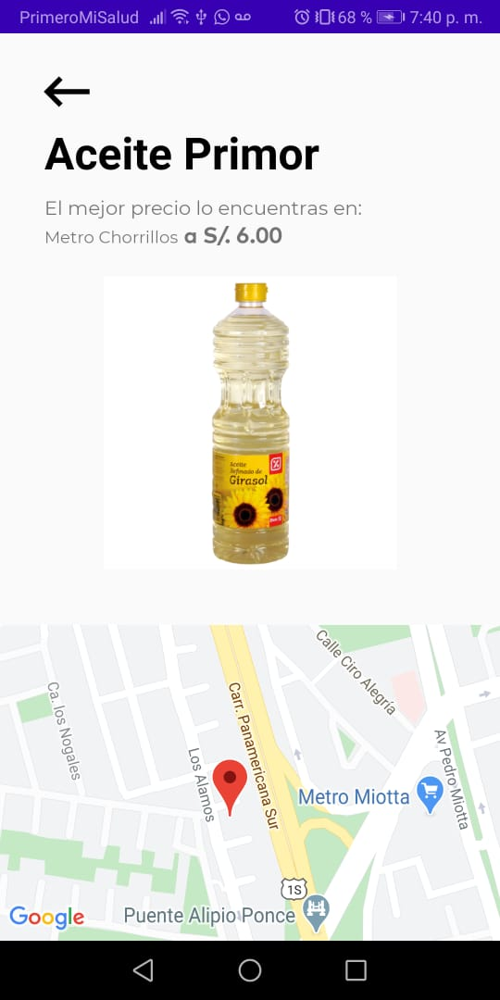 PrimeroMiSalud 68 % 7:40 p. m.
Aceite Primor
El mejor precio lo encuentras en:
Metro Chorrillos a S/. 6.00
Aceite
Refinado de
Girasol
Calle Ciro Alegría
Ca. los Nogales
Carr. Panamericana Sur
Los Alamos
Av Pedro Miotta
Metro Miotta
1S
Puente Alipio Ponce
Google